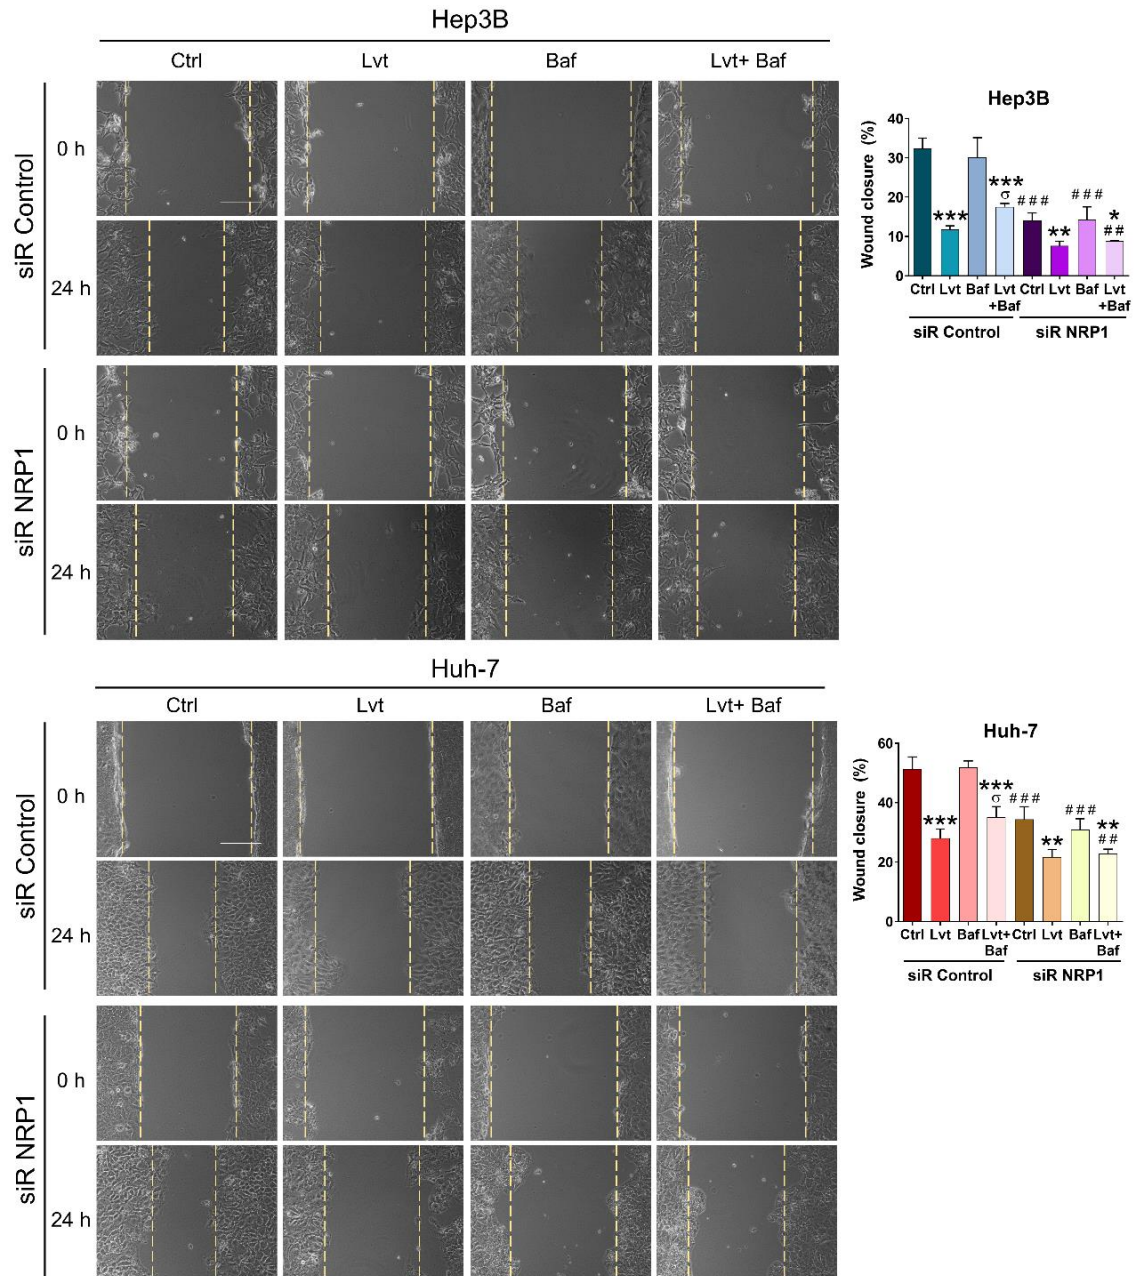 Hep3B
Ctrl Lvt Baf Lvt+ Baf
siR Control
0 h
24 h
siR NRP1
0 h
24 h
Hep3B
Wound closure (%)
40
30
20
10
0
***
***
σ
###
**
###
*
##
Ctrl Lvt Baf Lvt +Baf Ctrl Lvt Baf Lvt +Baf
siR Control siR NRP1
Huh-7
Ctrl Lvt Baf Lvt+ Baf
siR Control
0 h
24 h
siR NRP1
0 h
24 h
Huh-7
Wound closure (%)
60
40
20
0
***
***
σ
###
**
###
**
##
Ctrl Lvt Baf Lvt+ Baf Ctrl Lvt Baf Lvt+ Baf
siR Control siR NRP1